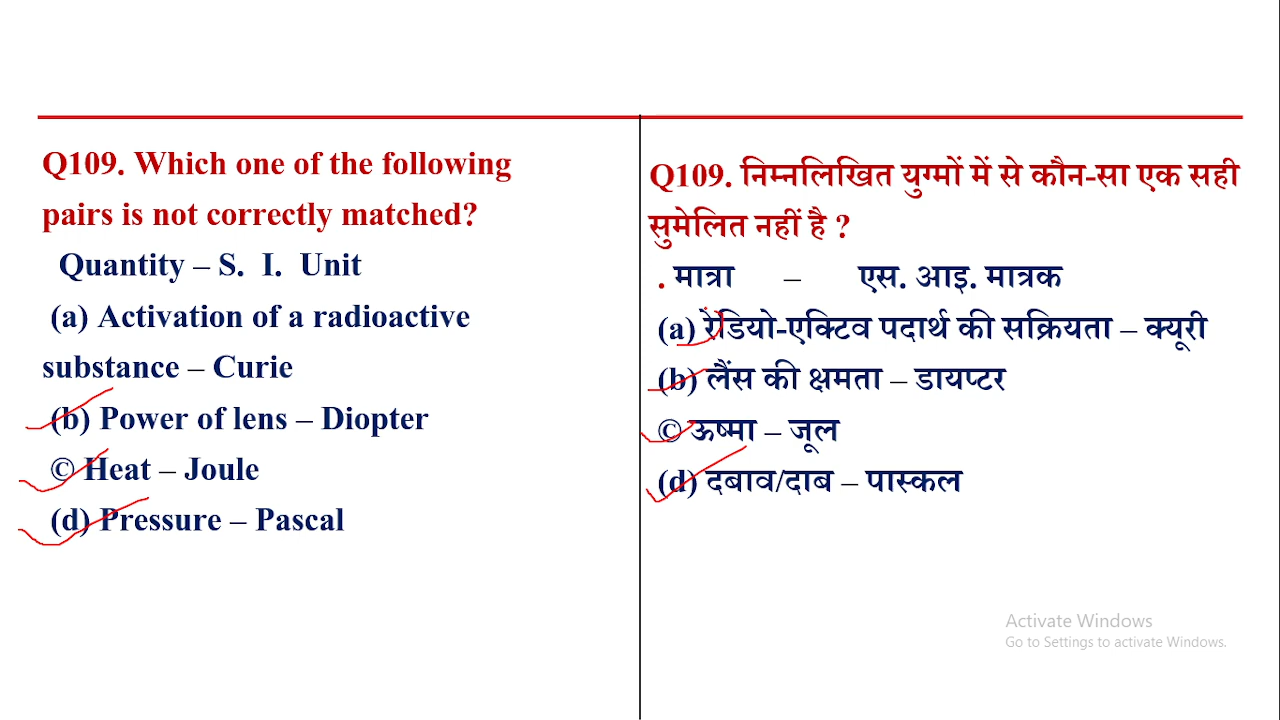 Q109. Which one of the following
pairs is not correctly matched?
Quantity – S. I. Unit
(a) Activation of a radioactive
substance – Curie
(b) Power of lens – Diopter
© Heat – Joule
(d) Pressure – Pascal
Q109. निम्नलिखित युग्मों में से कौन-सा एक सही
सुमेलित नहीं है ?
. मात्रा – एस. आइ. मात्रक
(a) रेडियो-एक्टिव पदार्थ की सक्रियता – क्यूरी
(b) लैंस की क्षमता – डायप्टर
© ऊष्मा – जूल
(d) दबाव/दाब – पास्कल
Activate Windows
Go to Settings to activate Windows.